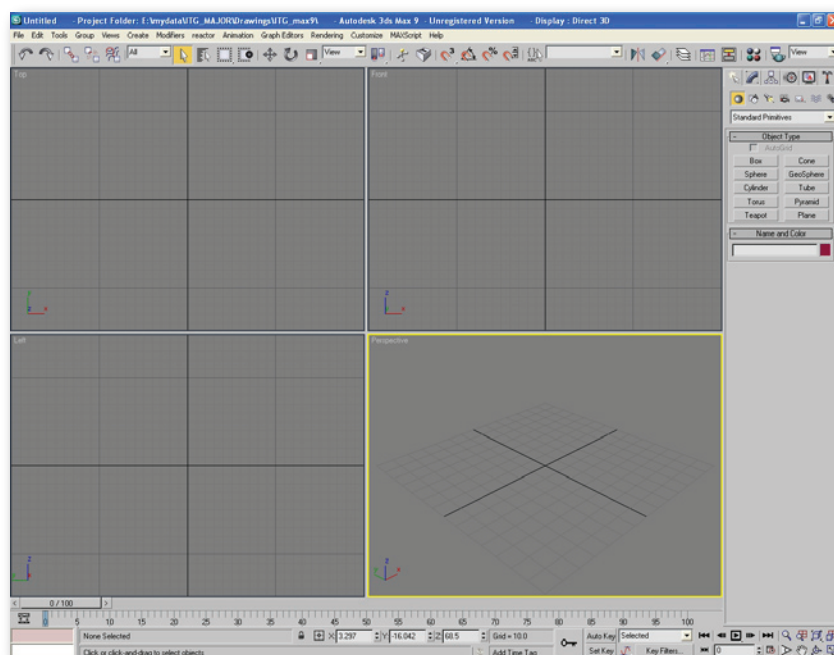 Untitled - Project Folder: E:\mydata\ITG_MAJOR\Drawings\ITG_max9\ - Autodesk 3ds Max 9 - Unregistered Version - Display : Direct 3D
File Edit Tools Group Views Create Modifiers reactor Animation Graph Editors Rendering Customize MAXScript Help
All View View
Top Front
Standard Primitives
- Object Type
AutoGrid
Box Cone
Sphere GeoSphere
Cylinder Tube
Torus Pyramid
Teapot Plane
- Name and Color
y z
z x x
Left Perspective
z z
< 0 / 100 >
0 5 10 15 20 25 30 35 40 45 50 55 60 65 70 75 80 85 90 95 100
None Selected X: 3.297 Y: -16.042 Z: 68.5 Grid = 10.0 Auto Key Selected
Click or click-and-drag to select objects Add Time Tag Set Key Key Filters... 0